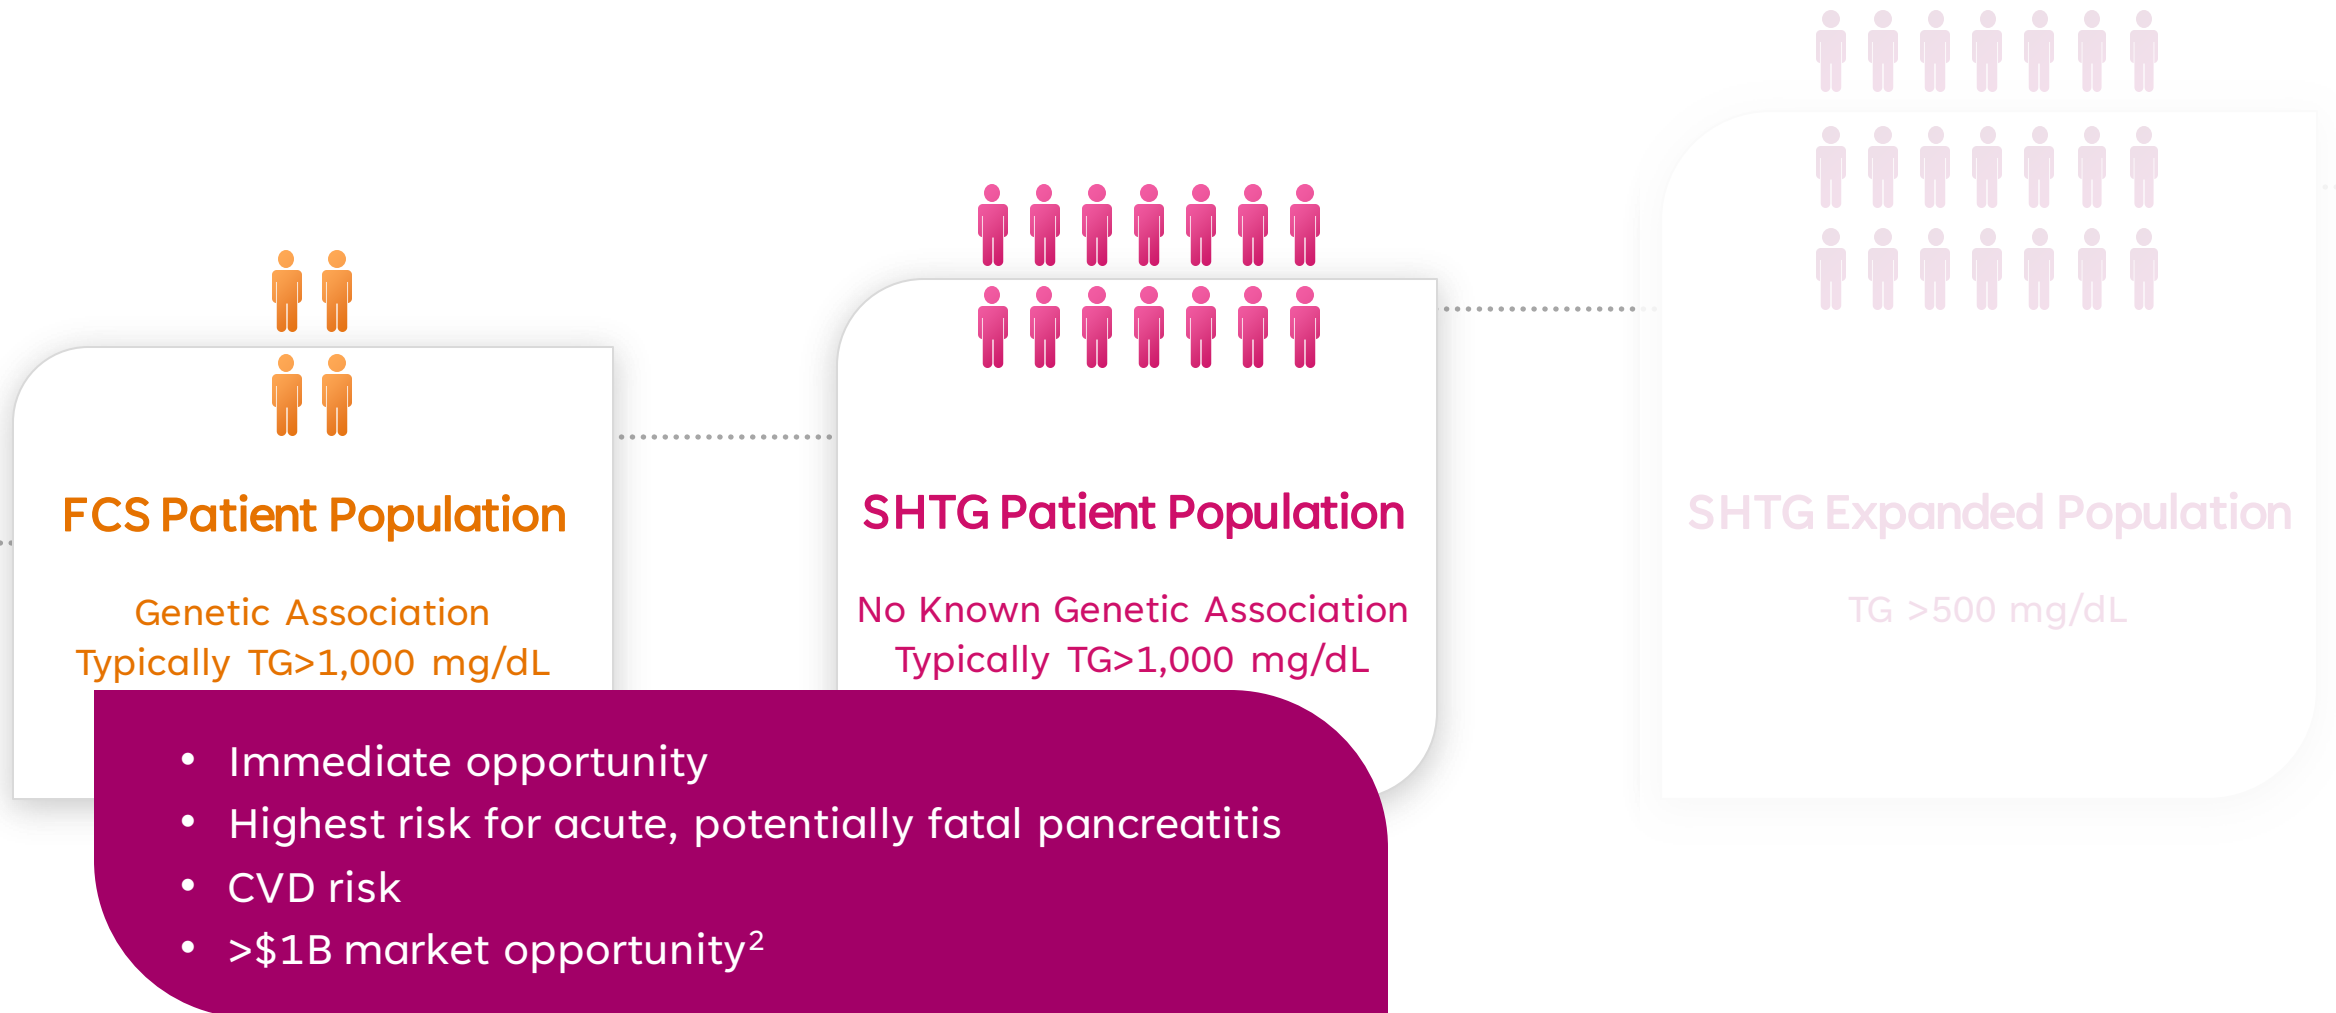 FCS Patient Population
Genetic Association
Typically TG>1,000 mg/dL
SHTG Patient Population
No Known Genetic Association
Typically TG>1,000 mg/dL
SHTG Expanded Population
TG >500 mg/dL
• Immediate opportunity
• Highest risk for acute, potentially fatal pancreatitis
• CVD risk
• >$1B market opportunity²